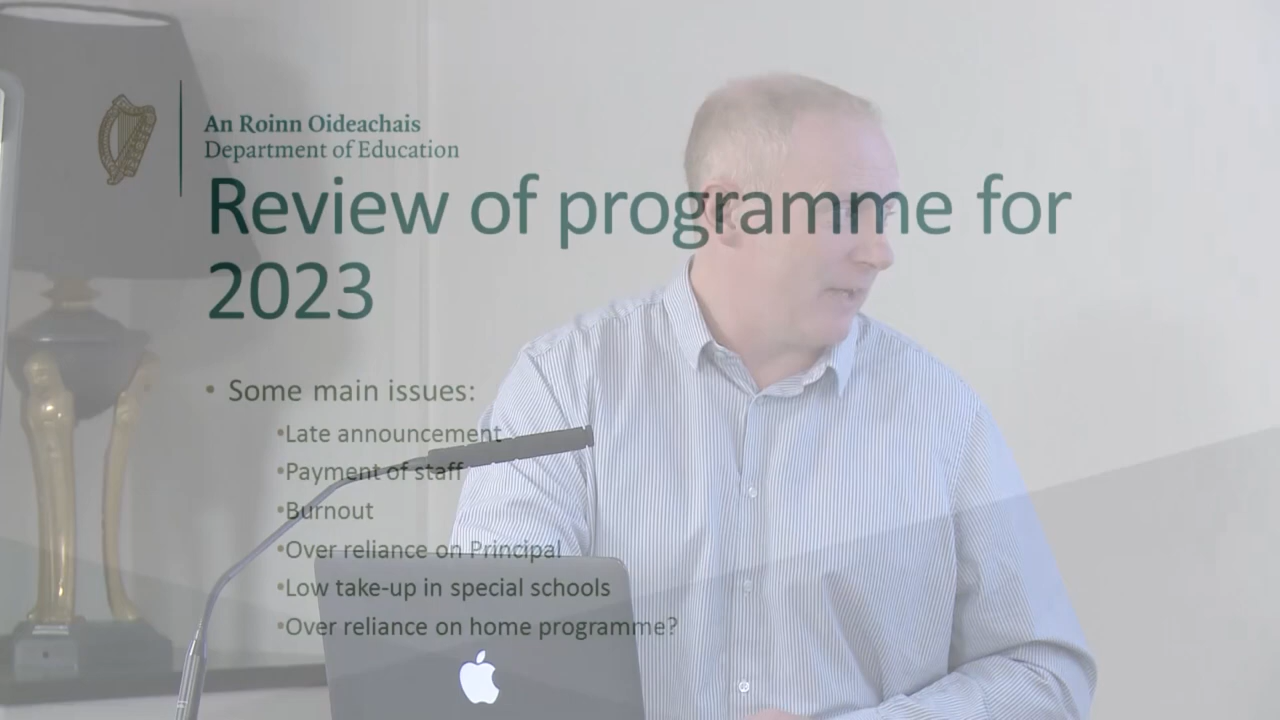 An Roinn Oideachais
Department of Education
Review of programme for
2023
• Some main issues:
•Late announcement
•Payment of staff
•Burnout
•Over reliance on Principal
•Low take-up in special schools
•Over reliance on home programme?